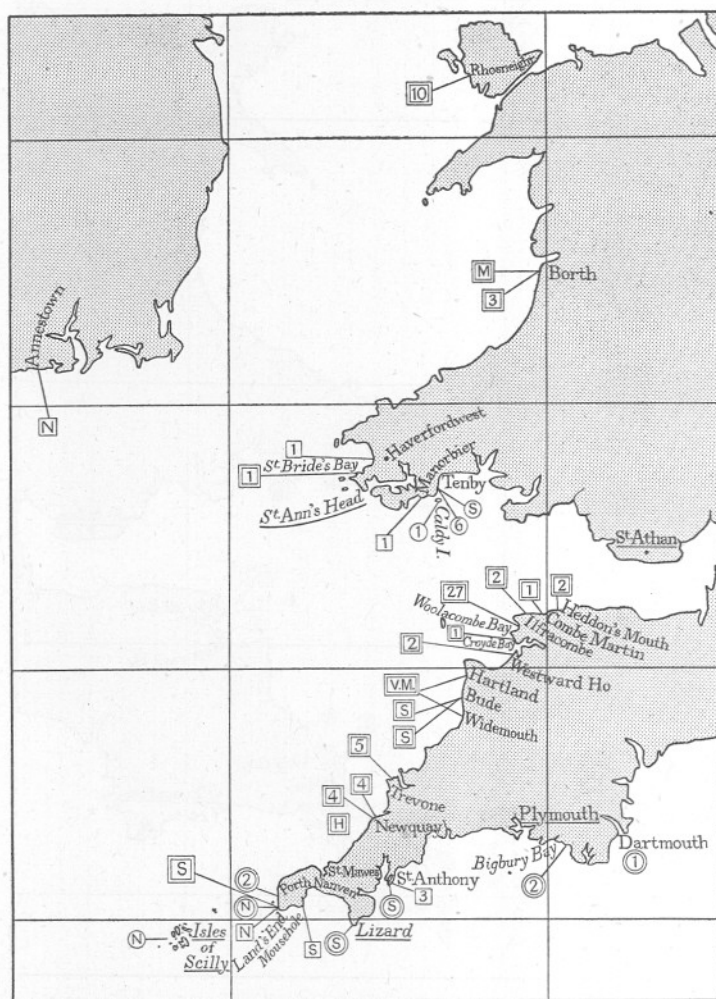 Rhosneigir
10
M
Borth
3
Annestown
N
1
Haverfordwest
St Bride's Bay
1
Manorbier
Tenby
St Ann's Head
Caldy I.
S
6
1
1
St Athan
2
1
2
27
Heddon's Mouth
Combe Martin
Ilfracombe
Woolacombe Bay
1
Croyde Bay
2
Westward Ho
V.M.
Hartland
S
Bude
S
Widemouth
5
Trevone
4
4
H
Newquay
Plymouth
Dartmouth
1
Bigbury Bay
2
St Mawes
St Anthony
3
S
S
2
Porth Nanven
N
N
Land's End
Mousehole
S
S
Lizard
N
Isles
of
Scilly